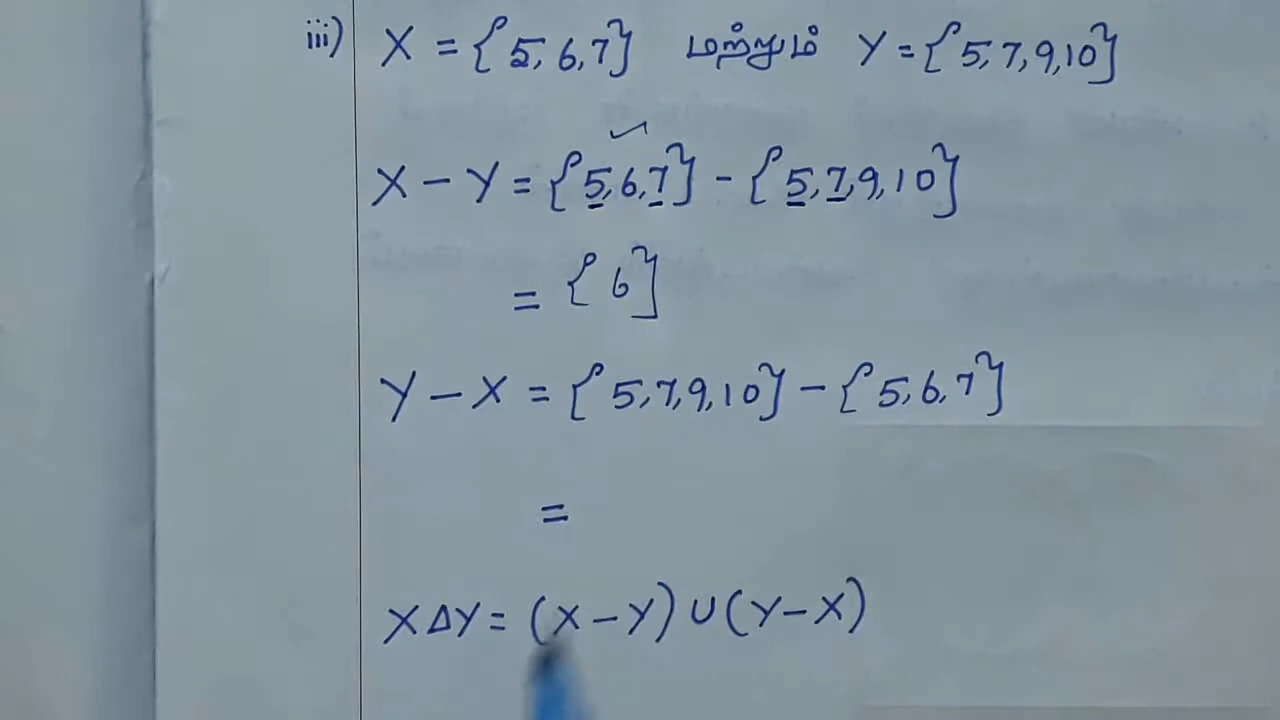 iii) X = {5, 6, 7} மற்றும் Y = {5, 7, 9, 10}
X - Y = {5, 6, 7} - {5, 7, 9, 10}
= {6}
Y - X = {5, 7, 9, 10} - {5, 6, 7}
=
X Δ Y = (X - Y) ∪ (Y - X)